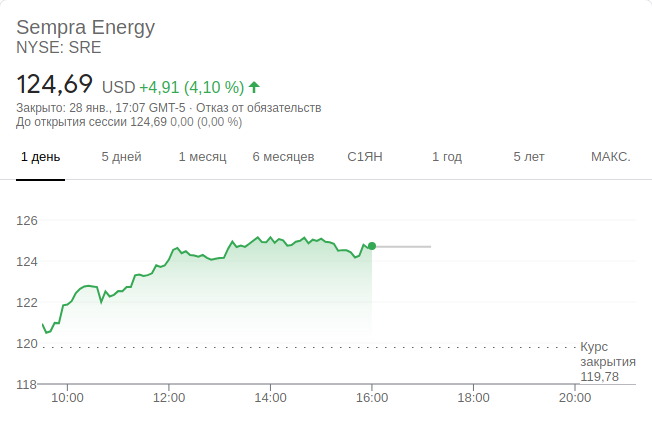 Sempra Energy
NYSE: SRE
124,69 USD +4,91 (4,10 %)
Закрыто: 28 янв., 17:07 GMT-5 · Отказ от обязательств
До открытия сессии 124,69 0,00 (0,00 %)
1 день 5 дней 1 месяц 6 месяцев С1ЯН 1 год 5 лет МАКС.
126
124
122
120
118
Курс
закрытия
119,78
10:00 12:00 14:00 16:00 18:00 20:00